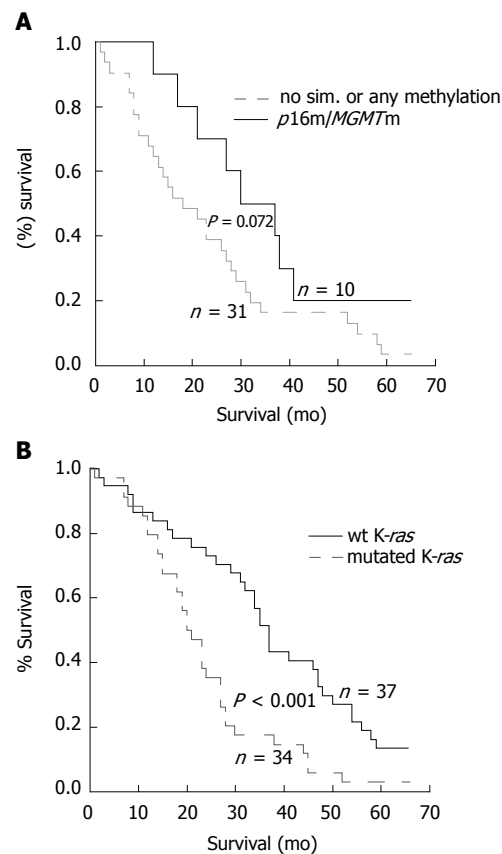 A
1.0
0.8
0.6
0.4
0.2
0.0
(%) survival
no sim. or any methylation
p16m/MGMTm
P = 0.072
n = 10
n = 31
0 10 20 30 40 50 60 70
Survival (mo)
B
1.0
0.8
0.6
0.4
0.2
0.0
% Survival
wt K-ras
mutated K-ras
P < 0.001
n = 37
n = 34
0 10 20 30 40 50 60 70
Survival (mo)